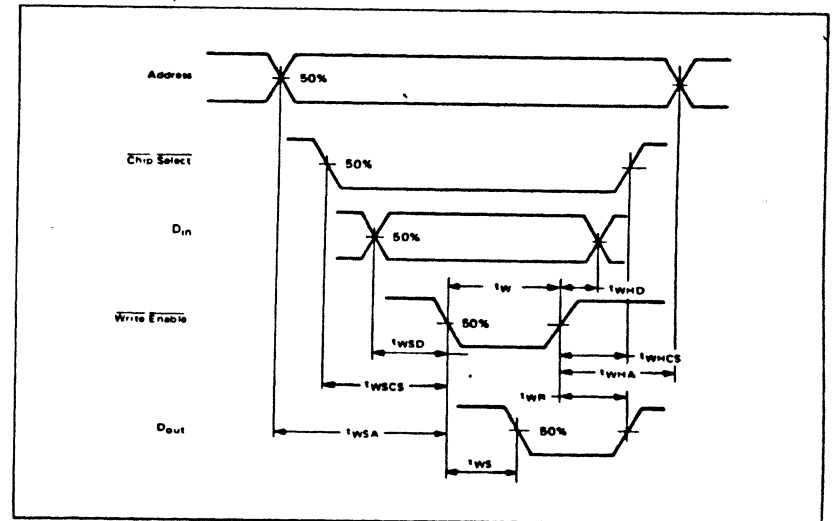 Address
50%
Chip Select
50%
Din
50%
tW
tWHD
Write Enable
50%
tWSD
tWHCS
tWHA
tWSCS
tWR
Dout
50%
tWSA
tWS